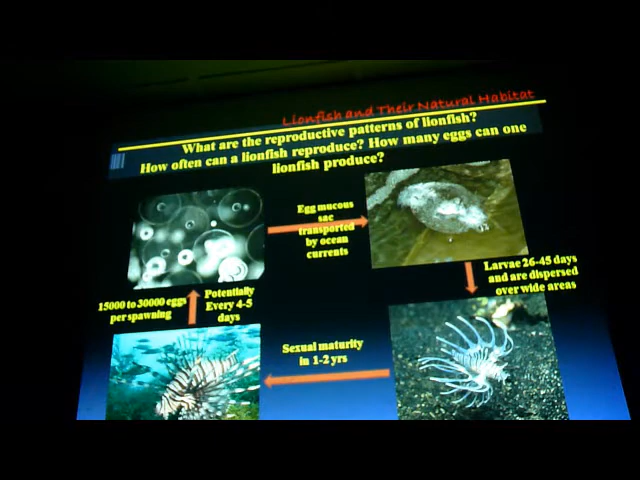 Lionfish and Their Natural Habitat
What are the reproductive patterns of lionfish?
How often can a lionfish reproduce? How many eggs can one
lionfish produce?
Egg mucous
sac
transported
by ocean
currents
Larvae 26-45 days
and are dispersed
over wide areas
15000 to 30000 eggs
per spawning
Potentially
Every 4-5
days
Sexual maturity
in 1-2 yrs